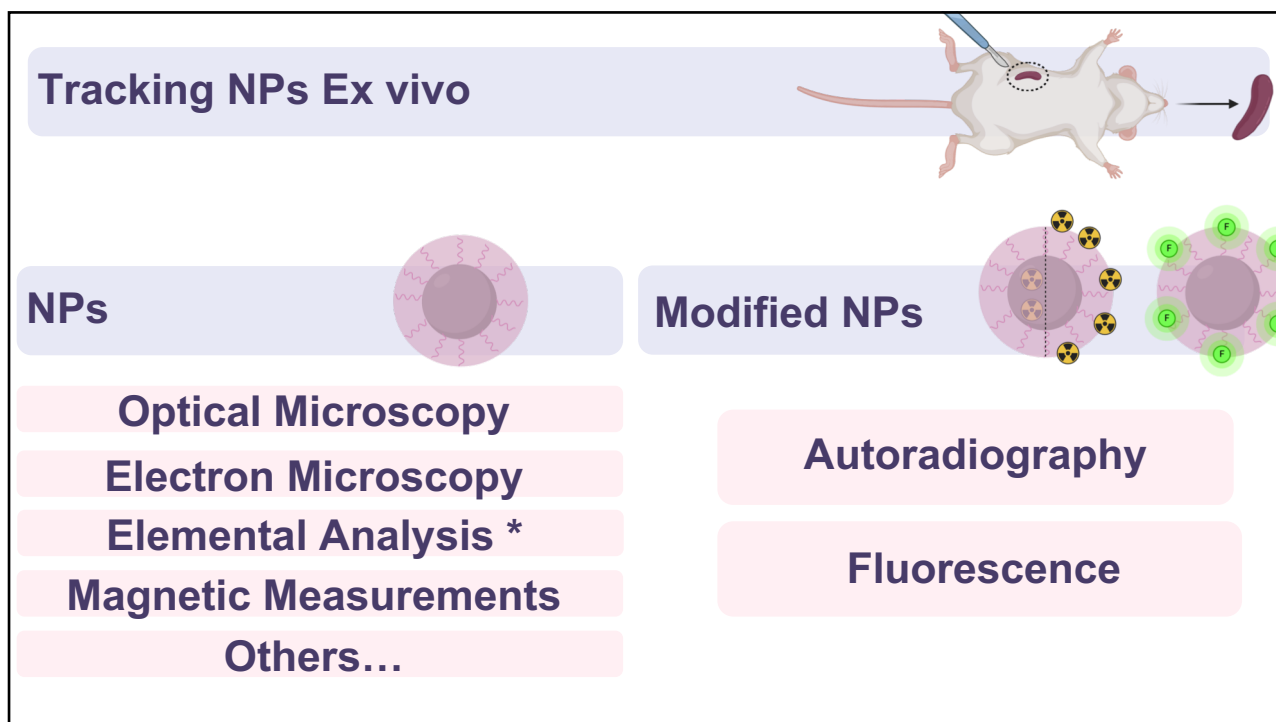 Tracking NPs Ex vivo
NPs
Modified NPs
F
F
F
F
F
Optical Microscopy
Electron Microscopy
Elemental Analysis *
Magnetic Measurements
Others…
Autoradiography
Fluorescence